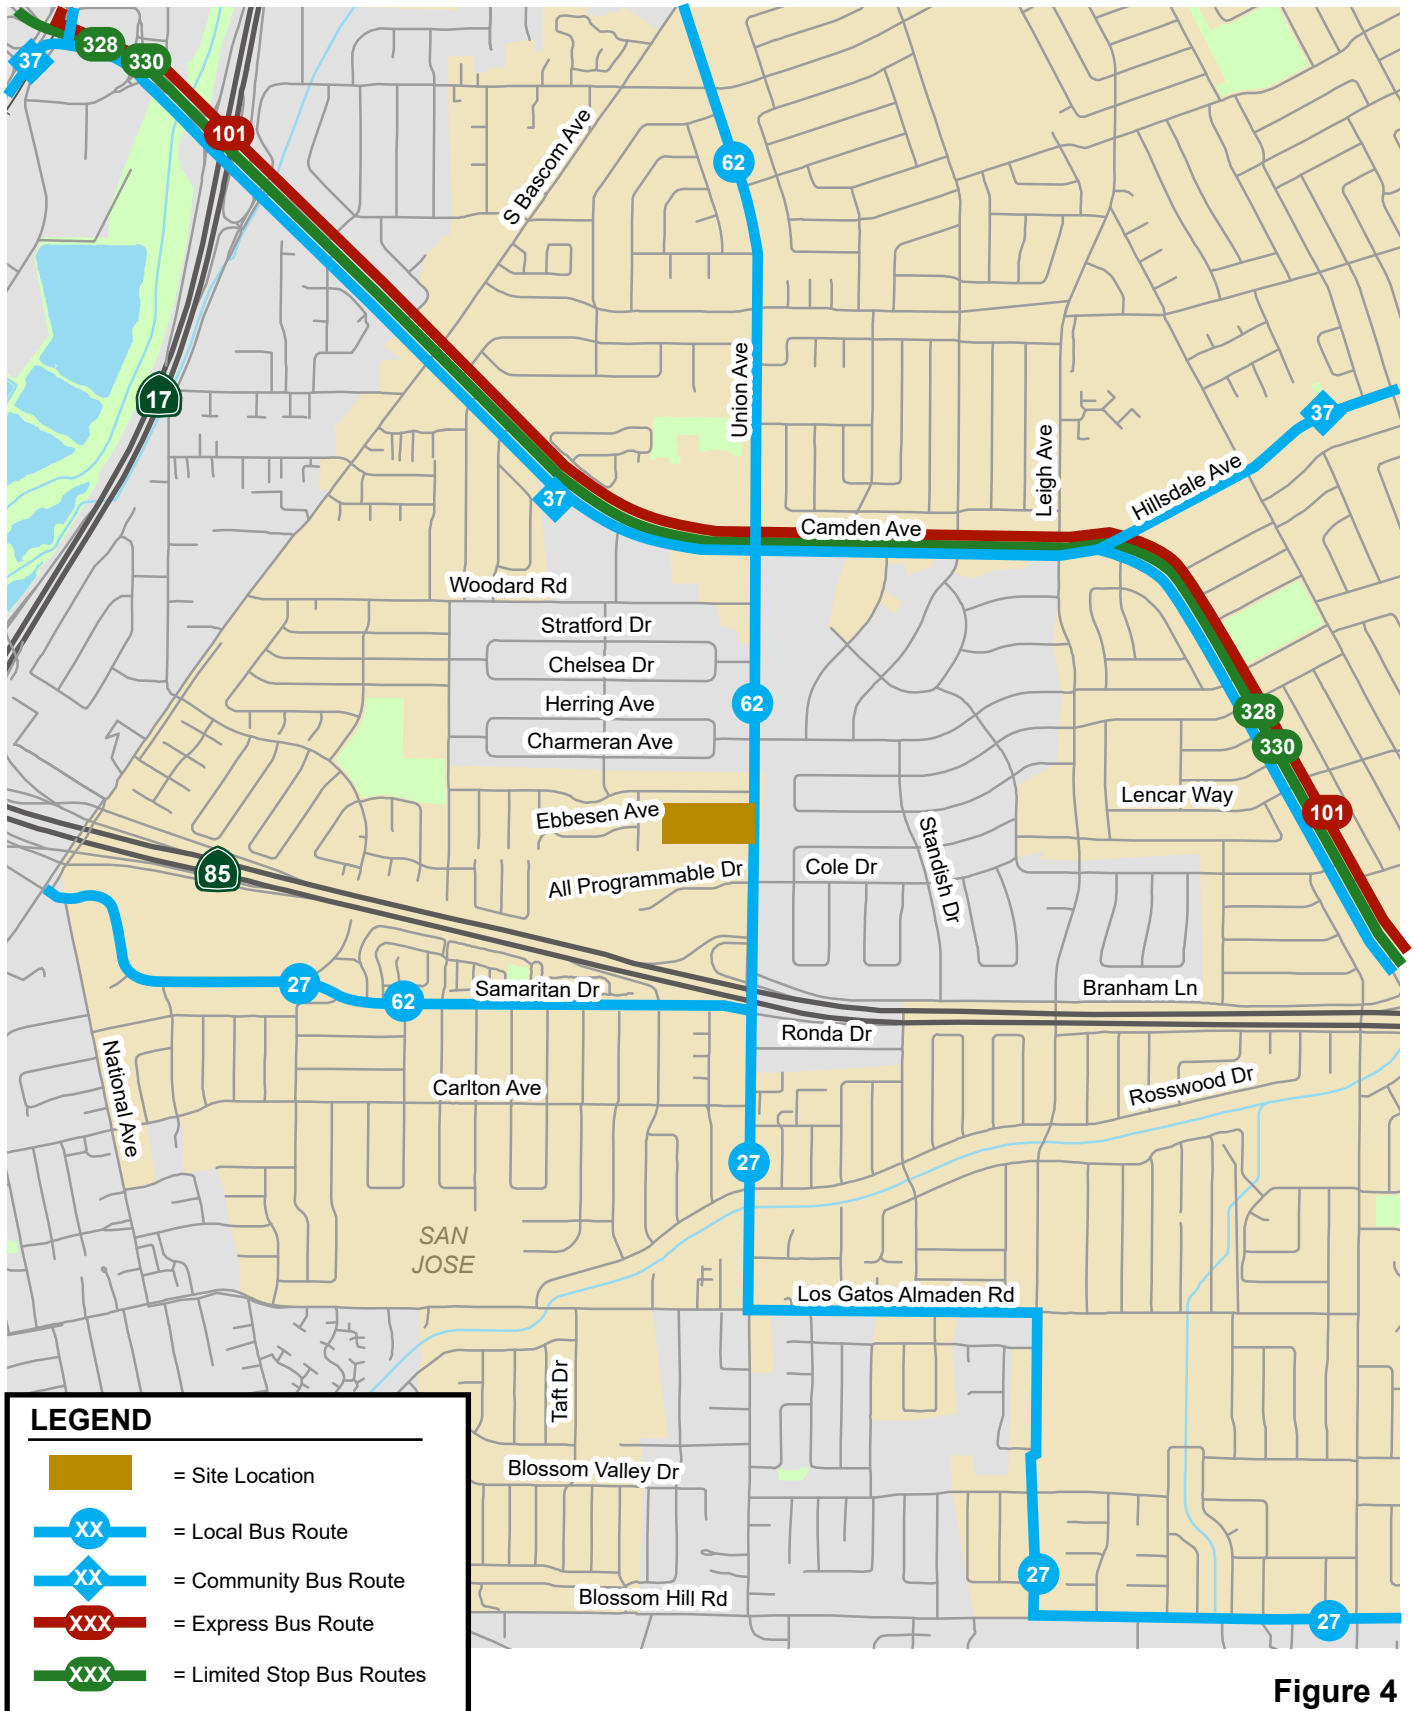 328
37
330
101
S Bascom Ave
62
17
Union Ave
37
Leigh Ave
Hillsdale Ave
37
Camden Ave
Woodard Rd
Stratford Dr
Chelsea Dr
Herring Ave
62
328
Charmeran Ave
330
Lencar Way
Ebbesen Ave
101
Standish Dr
85
All Programmable Dr
Cole Dr
27
62
Samaritan Dr
Branham Ln
Ronda Dr
National Ave
Carlton Ave
Rosswood Dr
27
SAN
JOSE
Los Gatos Almaden Rd
Taft Dr
Blossom Valley Dr
27
Blossom Hill Rd
27
LEGEND
= Site Location
XX = Local Bus Route
XX = Community Bus Route
XXX = Express Bus Route
XXX = Limited Stop Bus Routes
Figure 4